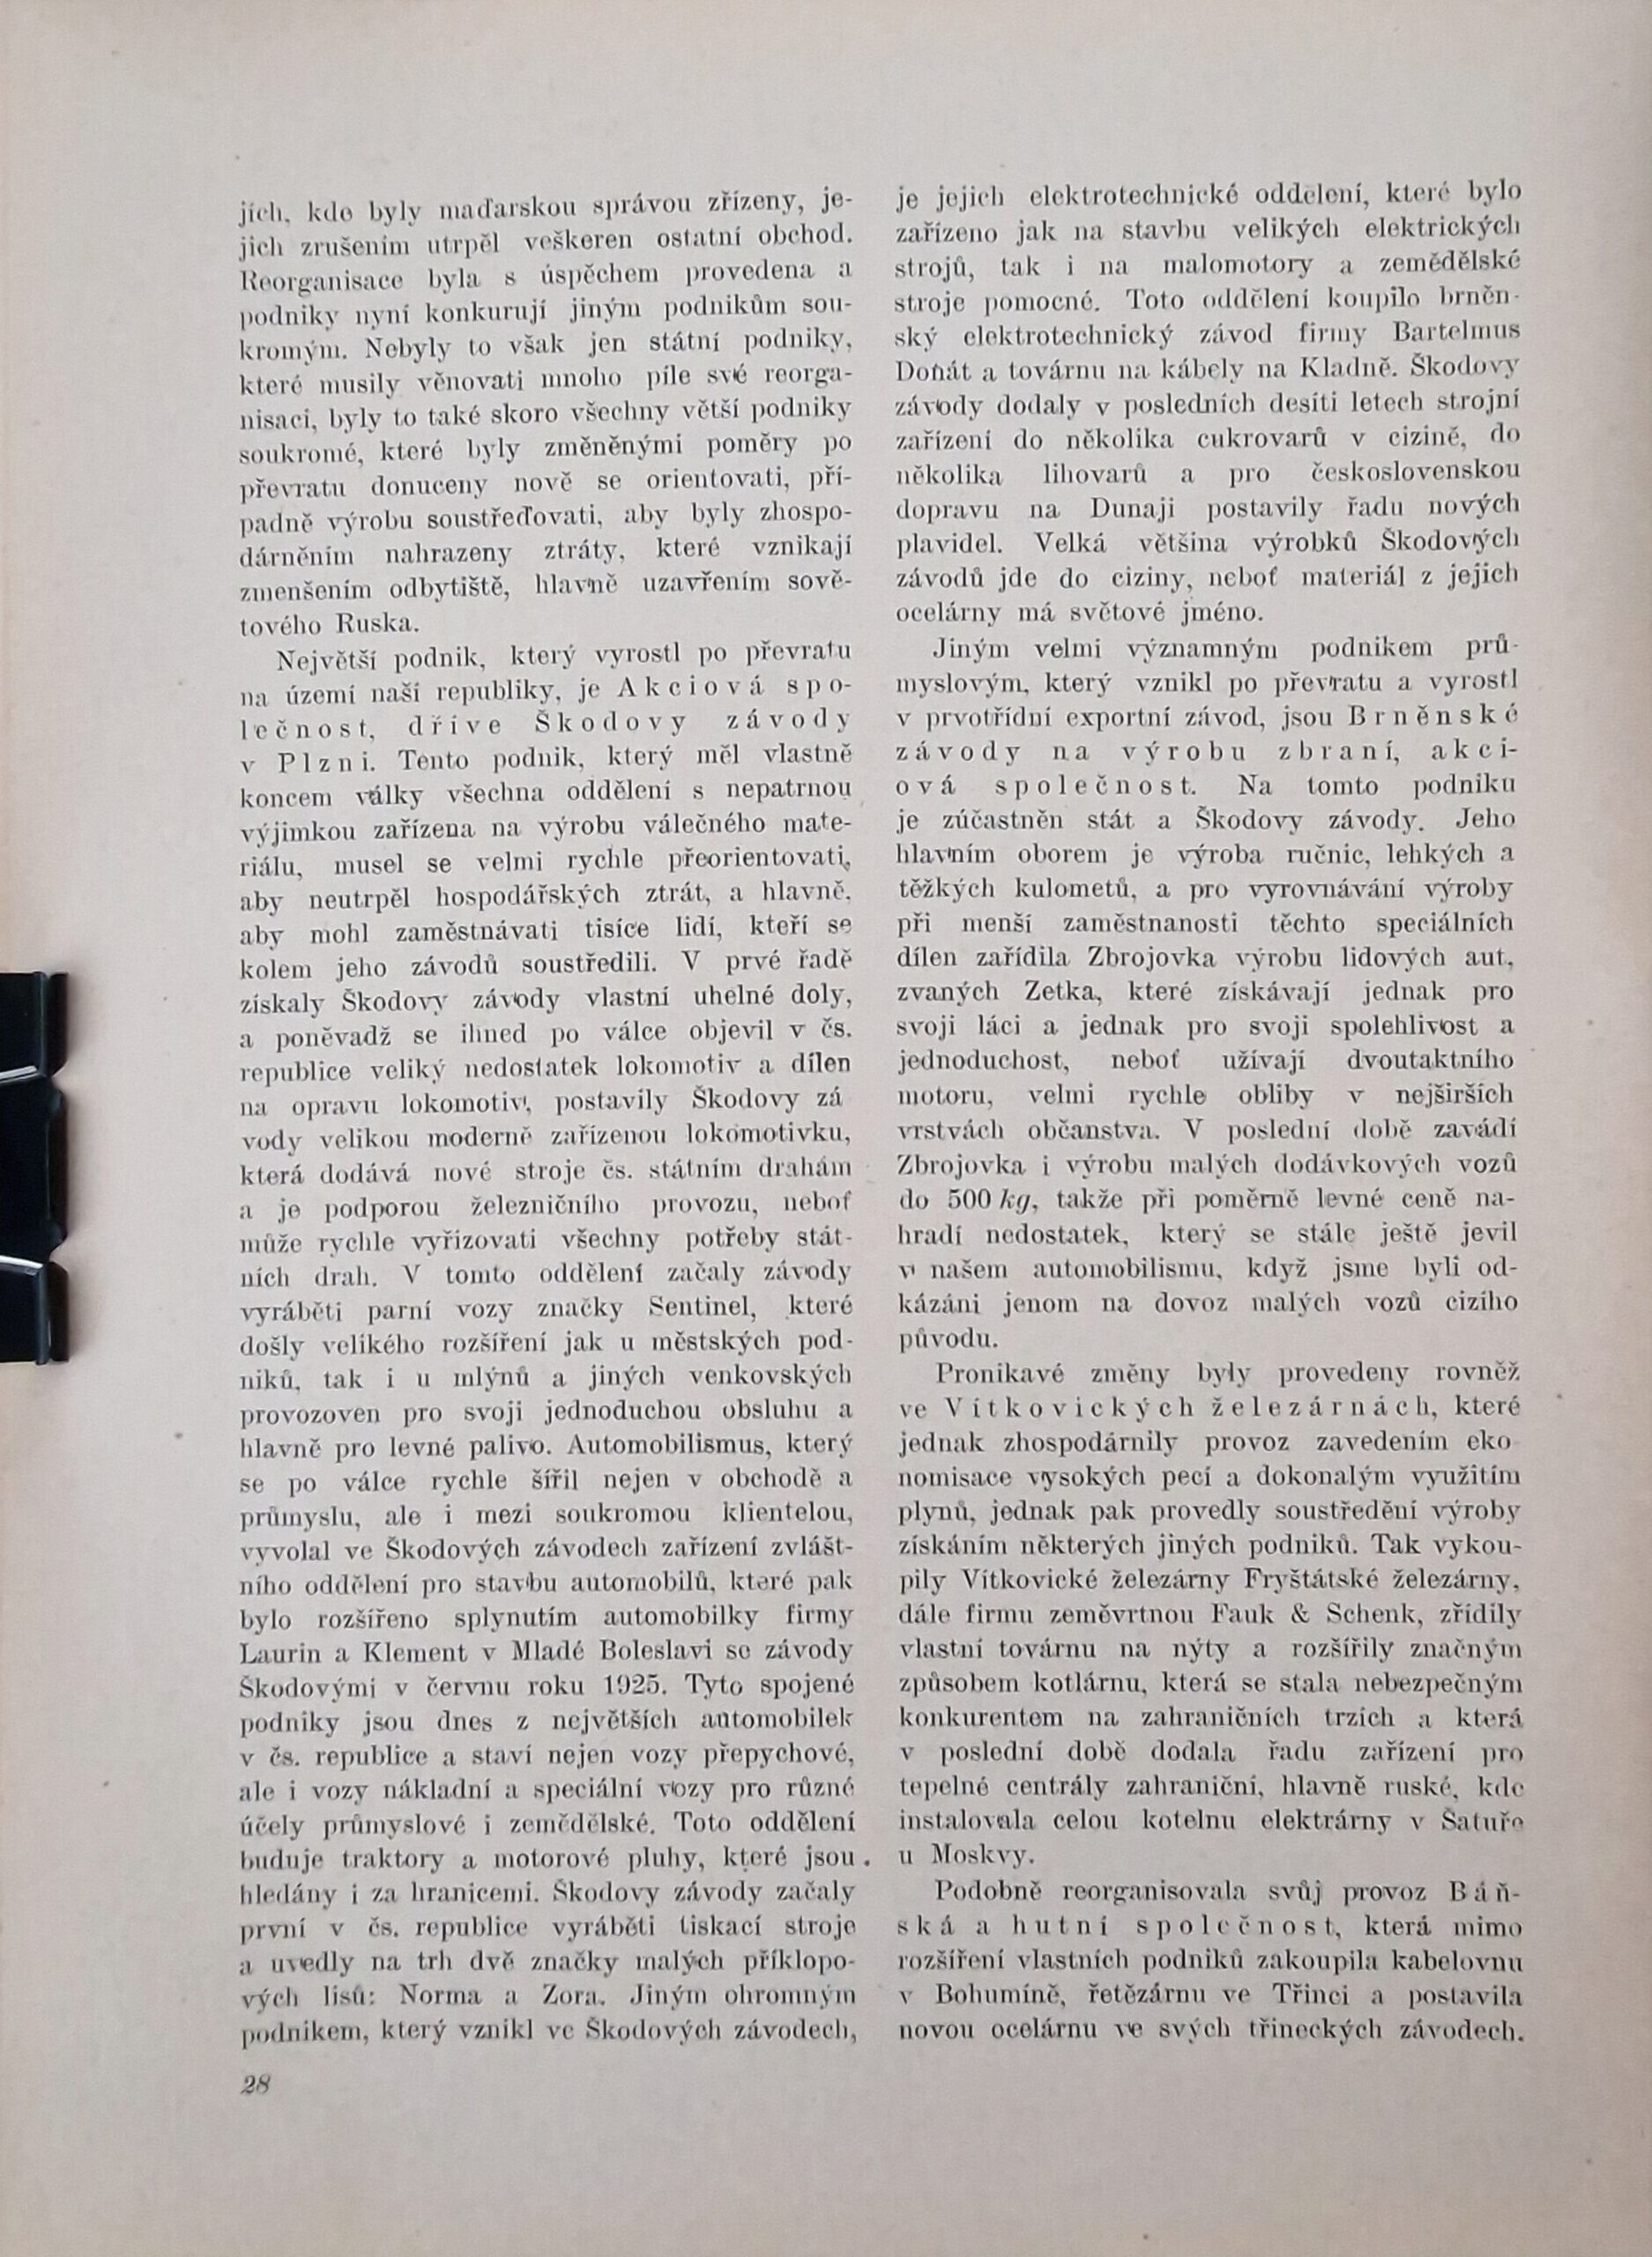 jích, kde byly maďarskou správou zřízeny, je-
jich zrušením utrpěl veškeren ostatní obchod.
Reorganisace byla s úspěchem provedena a
podniky nyní konkurují jiným podnikům sou-
kromým. Nebyly to však jen státní podniky,
které musily věnovati mnoho píle své reorga-
nisaci, byly to také skoro všechny větší podniky
soukromé, které byly změněnými poměry po
převratu donuceny nově se orientovati, pří-
padně výrobu soustřeďovati, aby byly zhospo-
dárněním nahrazeny ztráty, které vznikají
zmenšením odbytiště, hlavně uzavřením sově-
tového Ruska.
Největší podnik, který vyrostl po převratu
na území naší republiky, je Akciová spo-
lečnost, dříve Škodovy závody
v Plzni. Tento podnik, který měl vlastně
koncem války všechna oddělení s nepatrnou
výjimkou zařízena na výrobu válečného mate-
riálu, musel se velmi rychle přeorientovati,
aby neutrpěl hospodářských ztrát, a hlavně,
aby mohl zaměstnávati tisíce lidí, kteří se
kolem jeho závodů soustředili. V prvé řadě
získaly Škodovy závody vlastní uhelné doly,
a poněvadž se ihned po válce objevil v čs.
republice veliký nedostatek lokomotiv a dílen
na opravu lokomotiv, postavily Škodovy zá
vody velikou moderně zařízenou lokomotivku,
která dodává nové stroje čs. státním drahám
a je podporou železničního provozu, neboť
může rychle vyřizovati všechny potřeby stát-
ních drah. V tomto oddělení začaly závody
vyráběti parní vozy značky Sentinel, které
došly velikého rozšíření jak u městských pod-
niků, tak i u mlýnů a jiných venkovských
provozoven pro svoji jednoduchou obsluhu a
hlavně pro levné palivo. Automobilismus, který
se po válce rychle šířil nejen v obchodě a
průmyslu, ale i mezi soukromou klientelou,
vyvolal ve Škodových závodech zařízení zvlášt-
ního oddělení pro stavbu automobilů, které pak
bylo rozšířeno splynutím automobilky firmy
Laurin a Klement v Mladé Boleslavi se závody
Škodovými v červnu roku 1925. Tyto spojené
podniky jsou dnes z největších automobilek
v čs. republice a staví nejen vozy přepychové,
ale i vozy nákladní a speciální vozy pro různé
účely průmyslové i zemědělské. Toto oddělení
buduje traktory a motorové pluhy, které jsou
hledány i za hranicemi. Škodovy závody začaly
první v čs. republice vyráběti tiskací stroje
a uvedly na trh dvě značky malých příklopo-
vých lisů: Norma a Zora. Jiným ohromným
podnikem, který vznikl ve Škodových závodech,
28
je jejich elektrotechnické oddělení, které bylo
zařízeno jak na stavbu velikých elektrických
strojů, tak i na malomotory a zemědělské
stroje pomocné. Toto oddělení koupilo brněn-
ský elektrotechnický závod firmy Bartelmus
Donát a továrnu na kábely na Kladně. Škodovy
závody dodaly v posledních desíti letech strojní
zařízení do několika cukrovarů v cizině, do
několika lihovarů a pro československou
dopravu na Dunaji postavily řadu nových
plavidel. Velká většina výrobků Škodových
závodů jde do ciziny, neboť materiál z jejich
ocelárny má světové jméno.
Jiným velmi významným podnikem prů-
myslovým, který vznikl po převratu a vyrostl
v prvotřídní exportní závod, jsou Brněnské
závody na výrobu zbraní, akci-
ová společnost. Na tomto podniku
je zúčastněn stát a Škodovy závody. Jeho
hlavním oborem je výroba ručnic, lehkých a
těžkých kulometů, a pro vyrovnávání výroby
při menší zaměstnanosti těchto speciálních
dílen zařídila Zbrojovka výrobu lidových aut,
zvaných Zetka, které získávají jednak pro
svoji láci a jednak pro svoji spolehlivost a
jednoduchost, neboť užívají dvoutaktního
motoru, velmi rychle obliby v nejširších
vrstvách občanstva. V poslední době zavádí
Zbrojovka i výrobu malých dodávkových vozů
do 500 kg, takže při poměrně levné ceně na-
hradí nedostatek, který se stále ještě jevil
v našem automobilismu, když jsme byli od-
kázáni jenom na dovoz malých vozů cizího
původu.
Pronikavé změny byly provedeny rovněž
ve Vítkovických železárnách, které
jednak zhospodárnily provoz zavedením eko
nomisace vysokých pecí a dokonalým využitím
plynů, jednak pak provedly soustředění výroby
získáním některých jiných podniků. Tak vykou-
pily Vítkovické železárny Fryštátské železárny,
dále firmu zeměvrtnou Fauk & Schenk, zřídily
vlastní továrnu na nýty a rozšířily značným
způsobem kotlárnu, která se stala nebezpečným
konkurentem na zahraničních trzích a která
v poslední době dodala řadu zařízení pro
tepelné centrály zahraniční, hlavně ruské, kde
instalovala celou kotelnu elektrárny v Šatuře
u Moskvy.
Podobně reorganisovala svůj provoz Báň-
ská a hutní společnost, která mimo
rozšíření vlastních podniků zakoupila kabelovnu
v Bohumíně, řetězárnu ve Třinci a postavila
novou ocelárnu ve svých třineckých závodech.